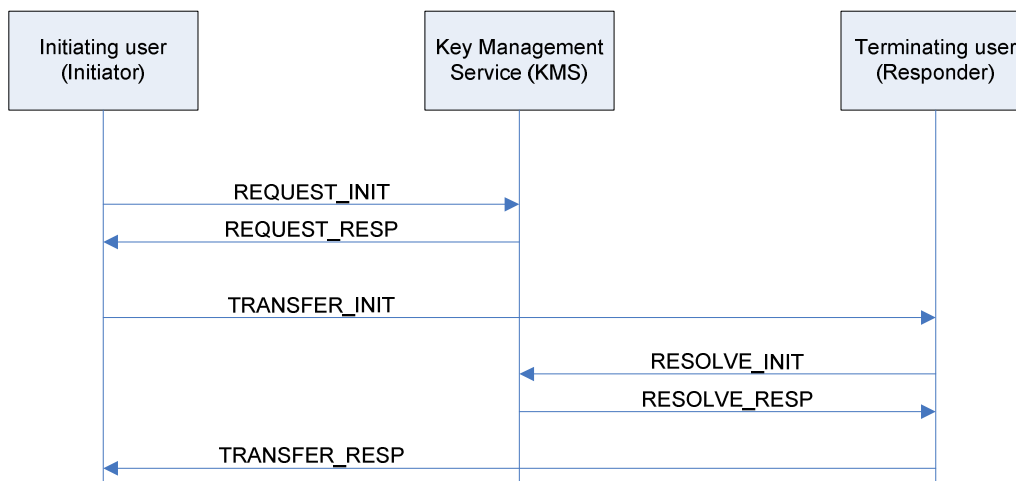 Initiating user
(Initiator)
Key Management
Service (KMS)
Terminating user
(Responder)
REQUEST_INIT
REQUEST_RESP
TRANSFER_INIT
RESOLVE_INIT
RESOLVE_RESP
TRANSFER_RESP